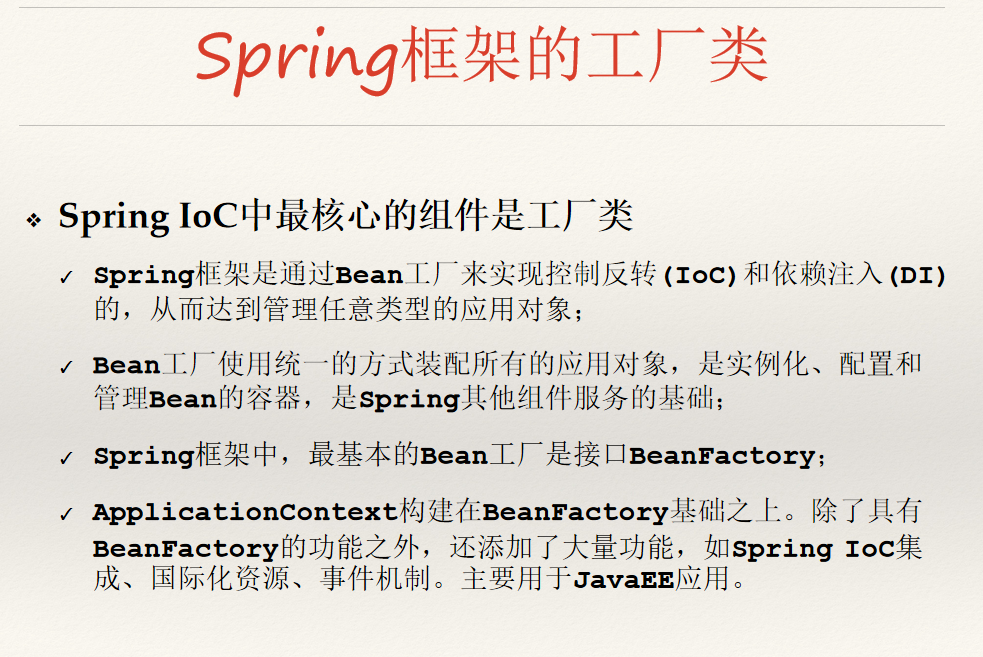 Spring框架的工厂类
❖ Spring IoC中最核心的组件是工厂类
✓ Spring框架是通过Bean工厂来实现控制反转(IoC)和依赖注入(DI)
的，从而达到管理任意类型的应用对象；
✓ Bean工厂使用统一的方式装配所有的应用对象，是实例化、配置和
管理Bean的容器，是Spring其他组件服务的基础；
✓ Spring框架中，最基本的Bean工厂是接口BeanFactory；
✓ ApplicationContext构建在BeanFactory基础之上。除了具有
BeanFactory的功能之外，还添加了大量功能，如Spring IoC集
成、国际化资源、事件机制。主要用于JavaEE应用。